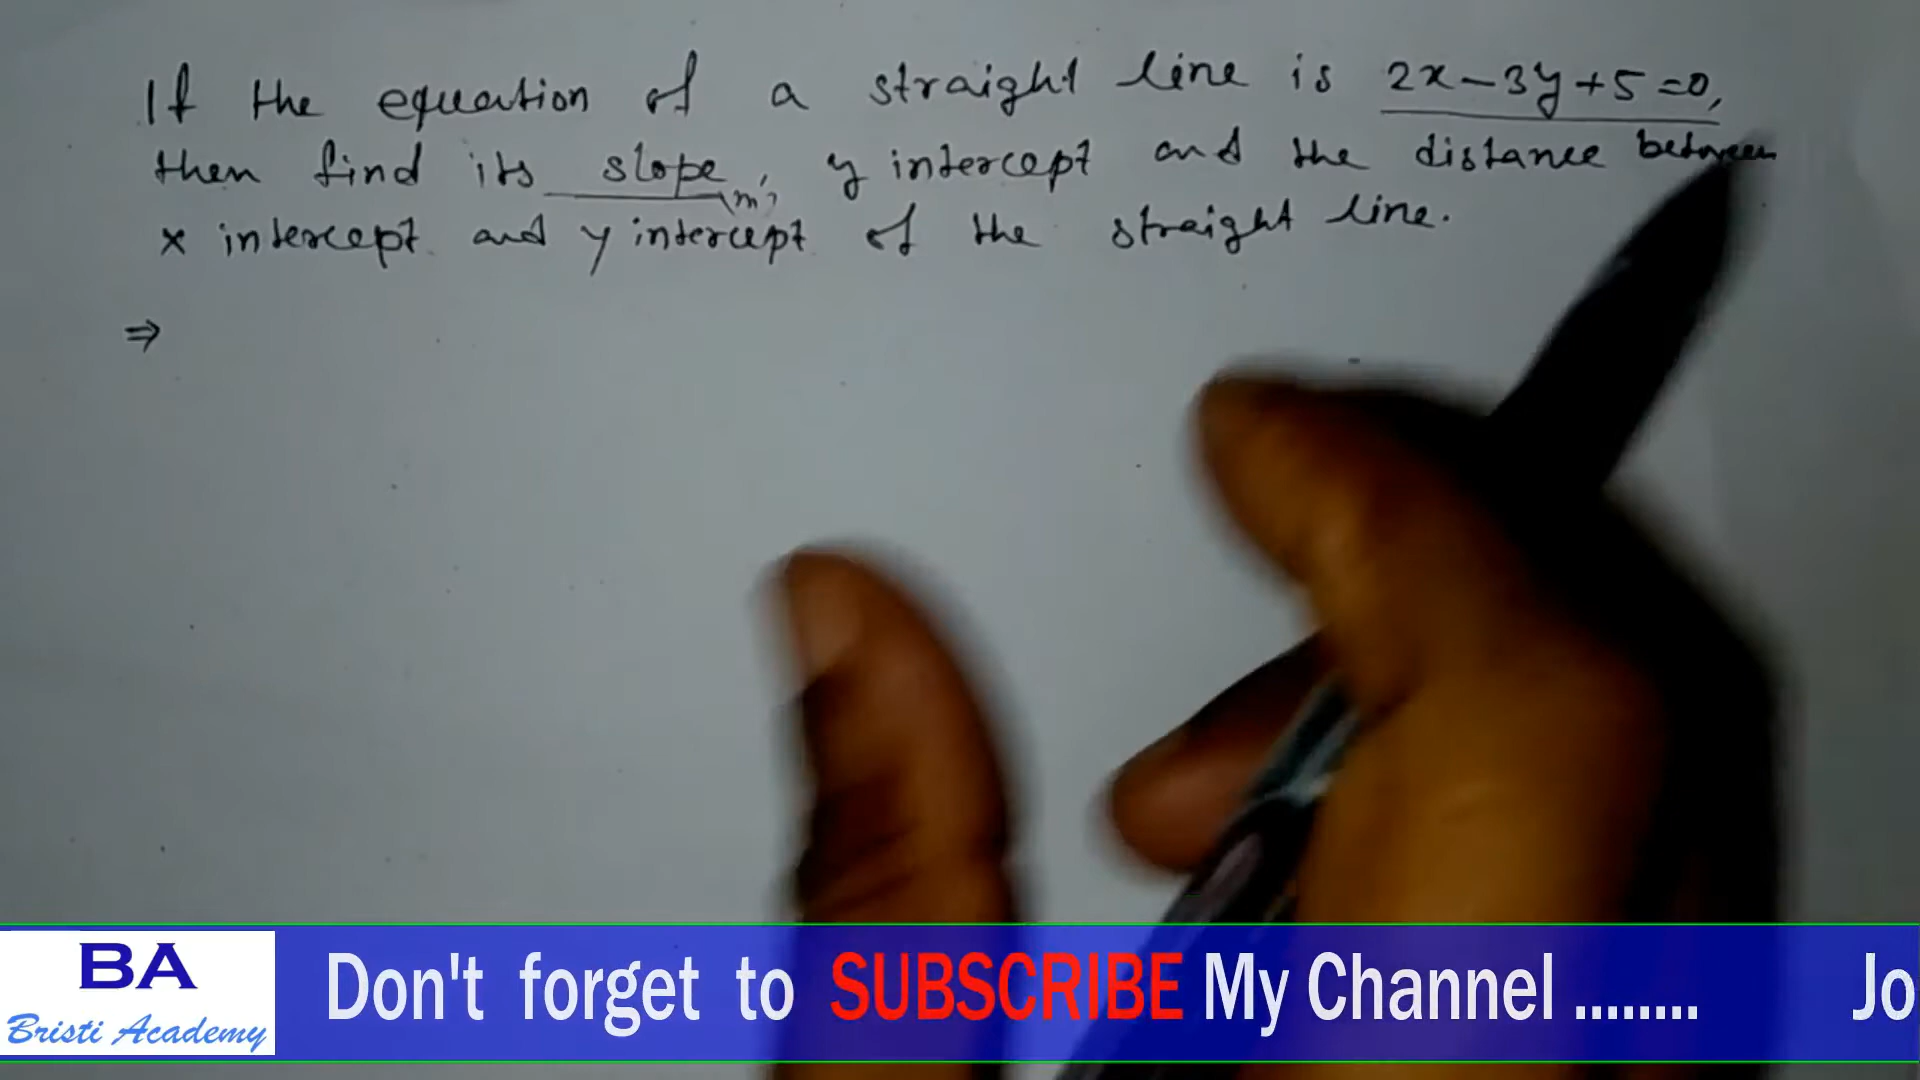 If the equation of a straight line is 2x-3y+5=0,
then find its slope, y intercept and the distance between
'm',
x intercept and y intercept of the straight line.
⇒
BA
Bristi Academy
Don't forget to SUBSCRIBE My Channel ........ Jo